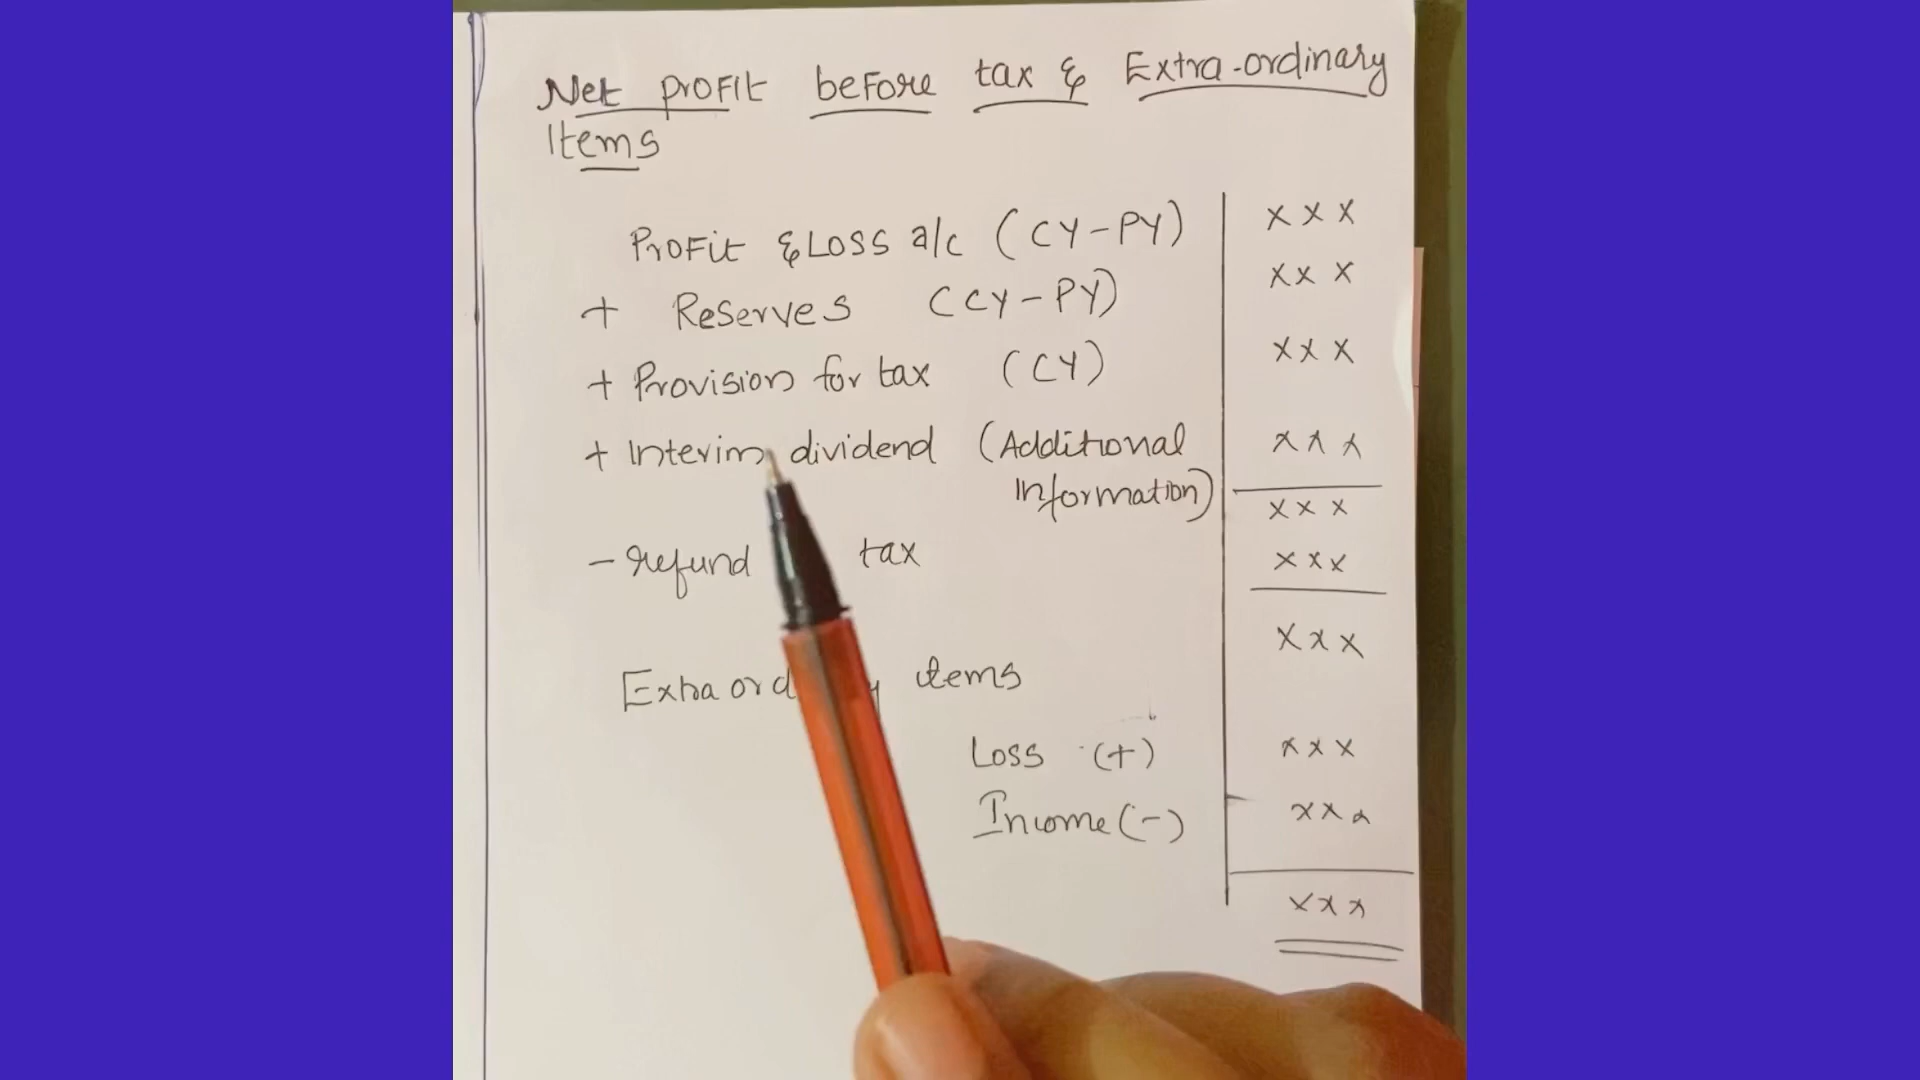 Net profit before tax & Extra-ordinary
Items
Profit & Loss a/c (CY-PY) xxx
+ Reserves (CY-PY) xxx
+ Provision for tax (CY) xxx
+ Interim dividend (Additional xxx
Information)
xxx
- refund tax xxx
xxx
items
Loss (+) xxx
Income (-) xxx
xxx